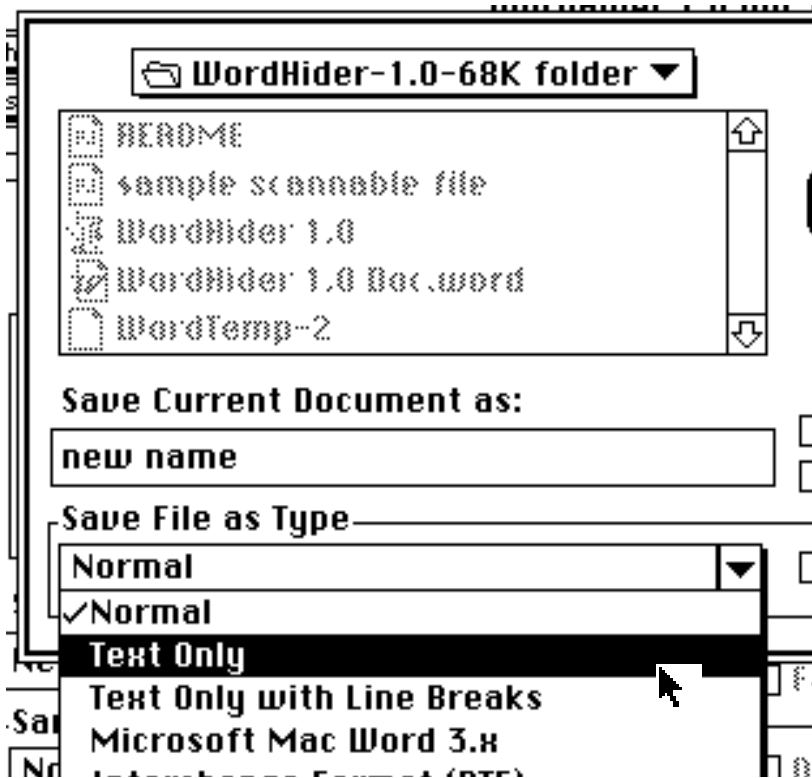 WordHider-1.0-68K folder
README
sample scannable file
WordHider 1.0
WordHider 1.0 Doc.word
WordTemp-2
Save Current Document as:
new name
Save File as Type
Normal
Normal
Text Only
Text Only with Line Breaks
Microsoft Mac Word 3.x